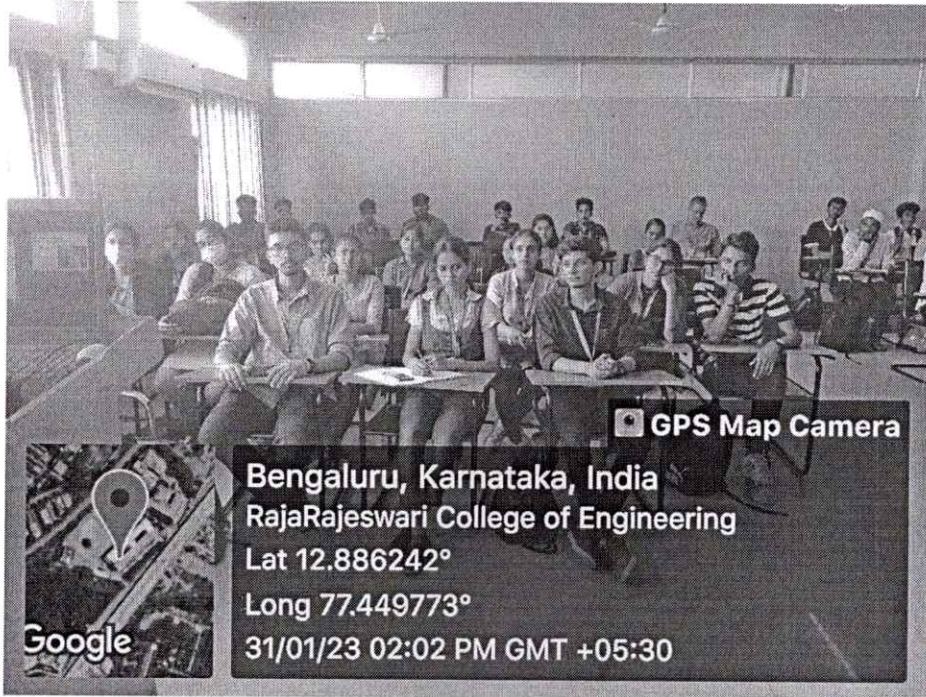 GPS Map Camera
Bengaluru, Karnataka, India
RajaRajeswari College of Engineering
Lat 12.886242°
Long 77.449773°
31/01/23 02:02 PM GMT +05:30
Google